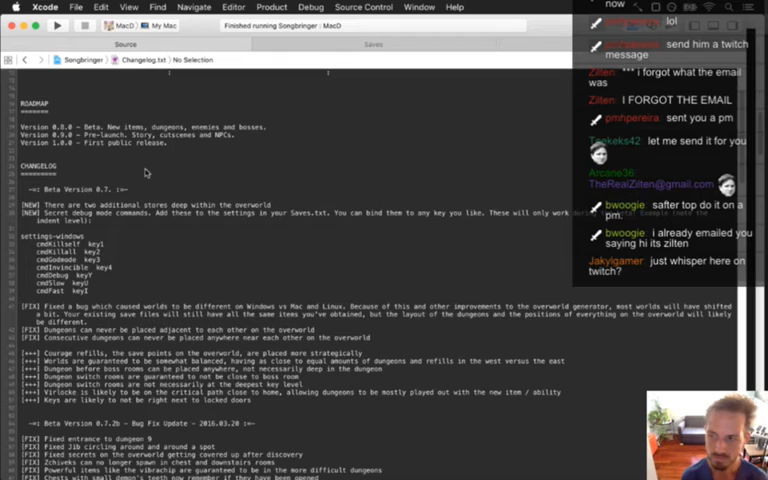 Xcode File Edit View Find Navigate Editor Product Debug Source Control Window Help
MacD My Mac
Finished running Songbringer : MacD
Source
Saves
Songbringer Changelog.txt No Selection
ROADMAP
=======
Version 0.8.0 - Beta. New items, dungeons, enemies and bosses.
Version 0.9.0 - Pre-launch. Story, cutscenes and NPCs.
Version 1.0.0 - First public release.
CHANGELOG
=========
-=: Beta Version 0.7. :=-
[NEW] There are two additional stores deep within the overworld
[NEW] Secret debug mode commands. Add these to the settings in your Saves.txt. You can bind them to any key you like. These will only work
indent level):
settings-windows
cmdKillself key1
cmdKillall key2
cmdGodmode key3
cmdInvincible key4
cmdDebug keyY
cmdSlow keyU
cmdFast keyI
[FIX] Fixed a bug which caused worlds to be different on Windows vs Mac and Linux. Because of this and other improvements to the overworld generator, most worlds will have shifted
a bit. Your existing save files will still have all the same items you've obtained, but the layout of the dungeons and the positions of everything on the overworld will likely
be different.
[FIX] Dungeons can never be placed adjacent to each other on the overworld
[FIX] Consecutive dungeons can never be placed anywhere near each other on the overworld
[+++] Courage refills, the save points on the overworld, are placed more strategically
[+++] Worlds are guaranteed to be somewhat balanced, having as close to equal amounts of dungeons and refills in the west versus the east
[+++] Dungeon before boss rooms can be placed anywhere, not necessarily deep in the dungeon
[+++] Dungeon switch rooms are guaranteed to not be close to boss room
[+++] Dungeon switch rooms are not necessarily at the deepest key level
[+++] Virlocke is likely to be on the critical path close to home, allowing dungeons to be mostly played out with the new item / ability
[+++] Keys are likely to not be right next to locked doors
-=: Beta Version 0.7.2b - Bug Fix Update - 2016.03.20 :=-
[FIX] Fixed entrance to dungeon 9
[FIX] Fixed Jib circling around and around a spot
[FIX] Fixed secrets on the overworld getting covered up after discovery
[FIX] Zchiveks can no longer spawn in chest and downstairs rooms
[FIX] Powerful items like the vibrachip are guaranteed to be in the more difficult dungeons
[FIX] Chests with small demon's teeth now remember if they have been opened
now
lol
send him a twitch
message
Zilten: *** i forgot what the email
was
Zilten: I FORGOT THE EMAIL
pmhpereira: sent you a pm
Tsekeks42 let me send it for you
Arcane36:
TheRealZilten@gmail.com
bwoogie: safter top do it on a
pm.
bwoogie: i already emailed you
saying hi its zilten
Jakylgamer: just whisper here on
twitch?